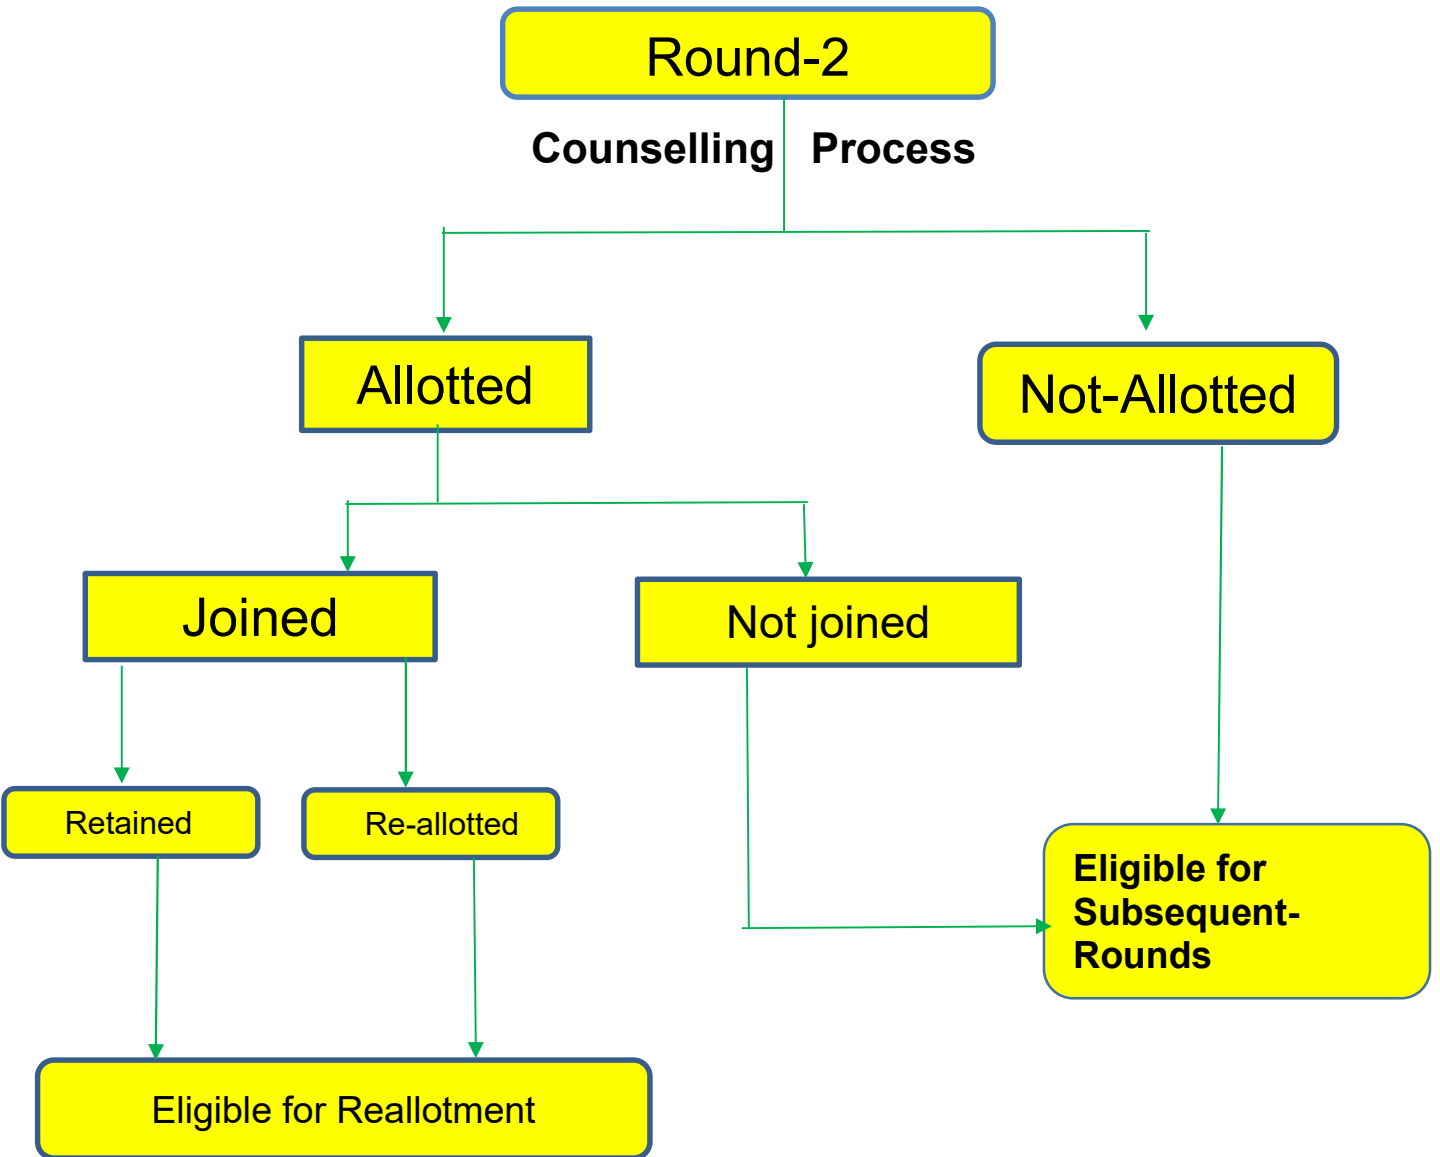 Round-2
Counselling Process
Allotted
Not-Allotted
Joined
Not joined
Retained
Re-allotted
Eligible for
Subsequent-
Rounds
Eligible for Reallotment